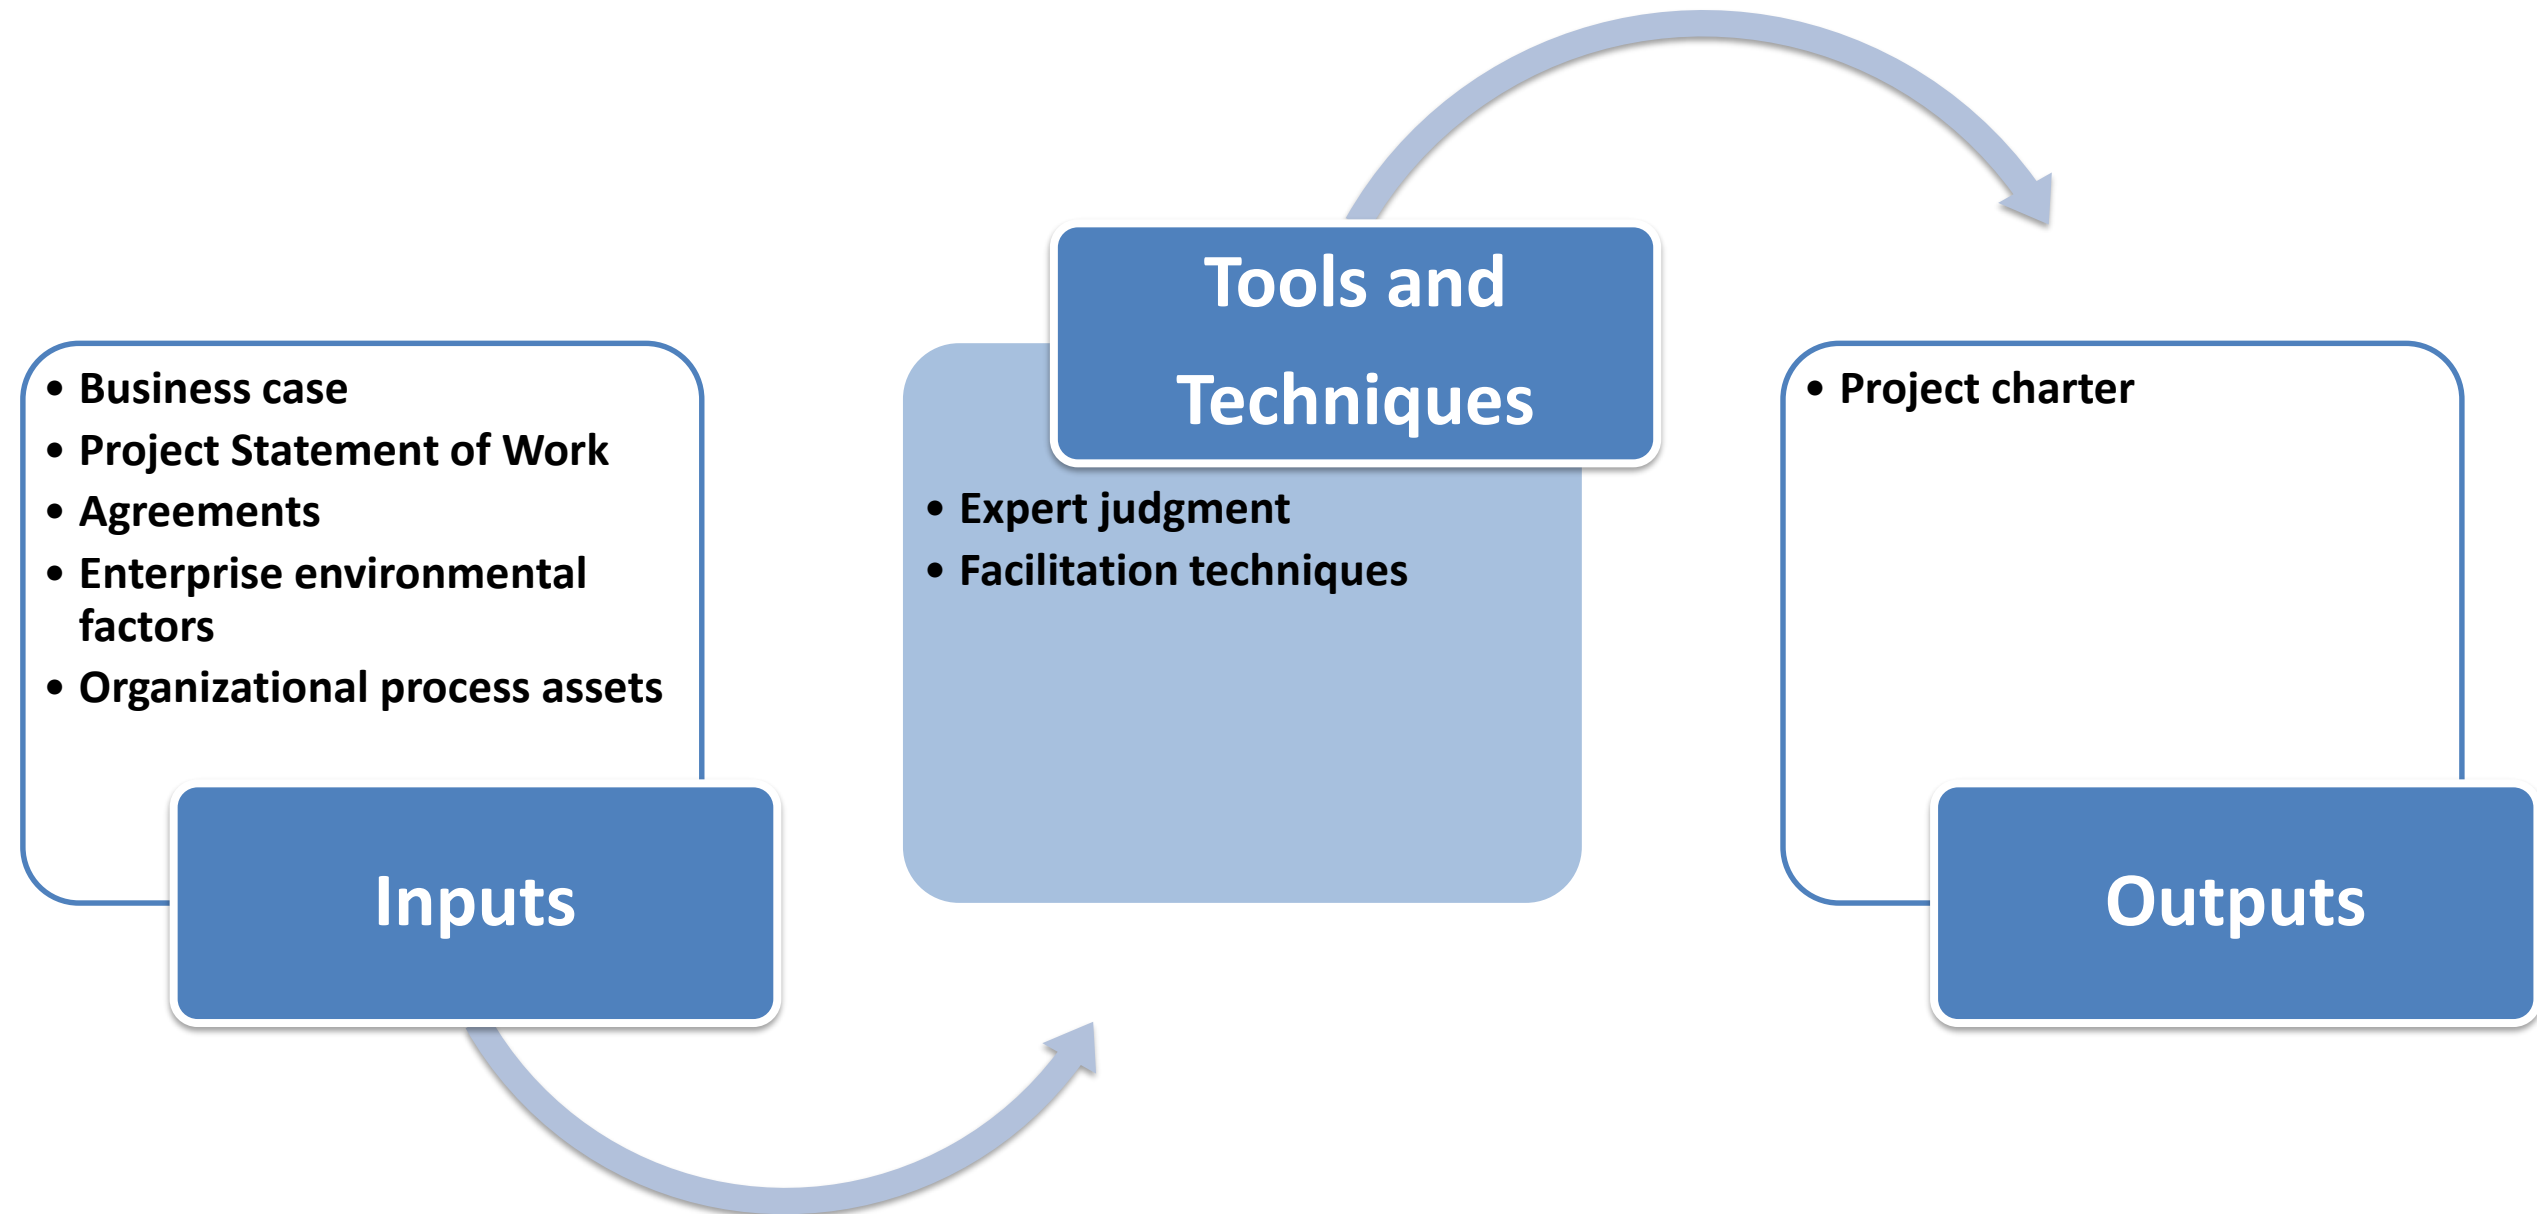 • Business case
• Project Statement of Work
• Agreements
• Enterprise environmental
factors
• Organizational process assets
Inputs
Tools and
Techniques
• Expert judgment
• Facilitation techniques
• Project charter
Outputs